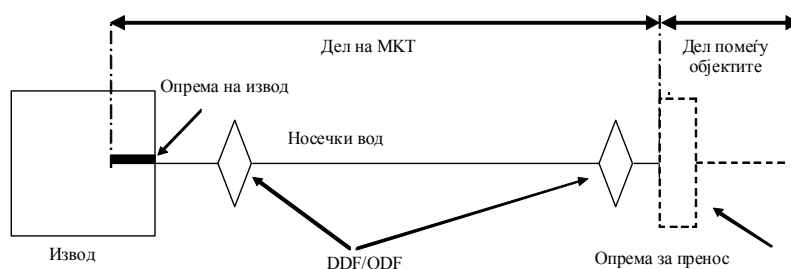 Дел на МКТ
Дел помеѓу
објектите
Опрема на извод
Носечки вод
Извод
DDF/ODF
Опрема за пренос